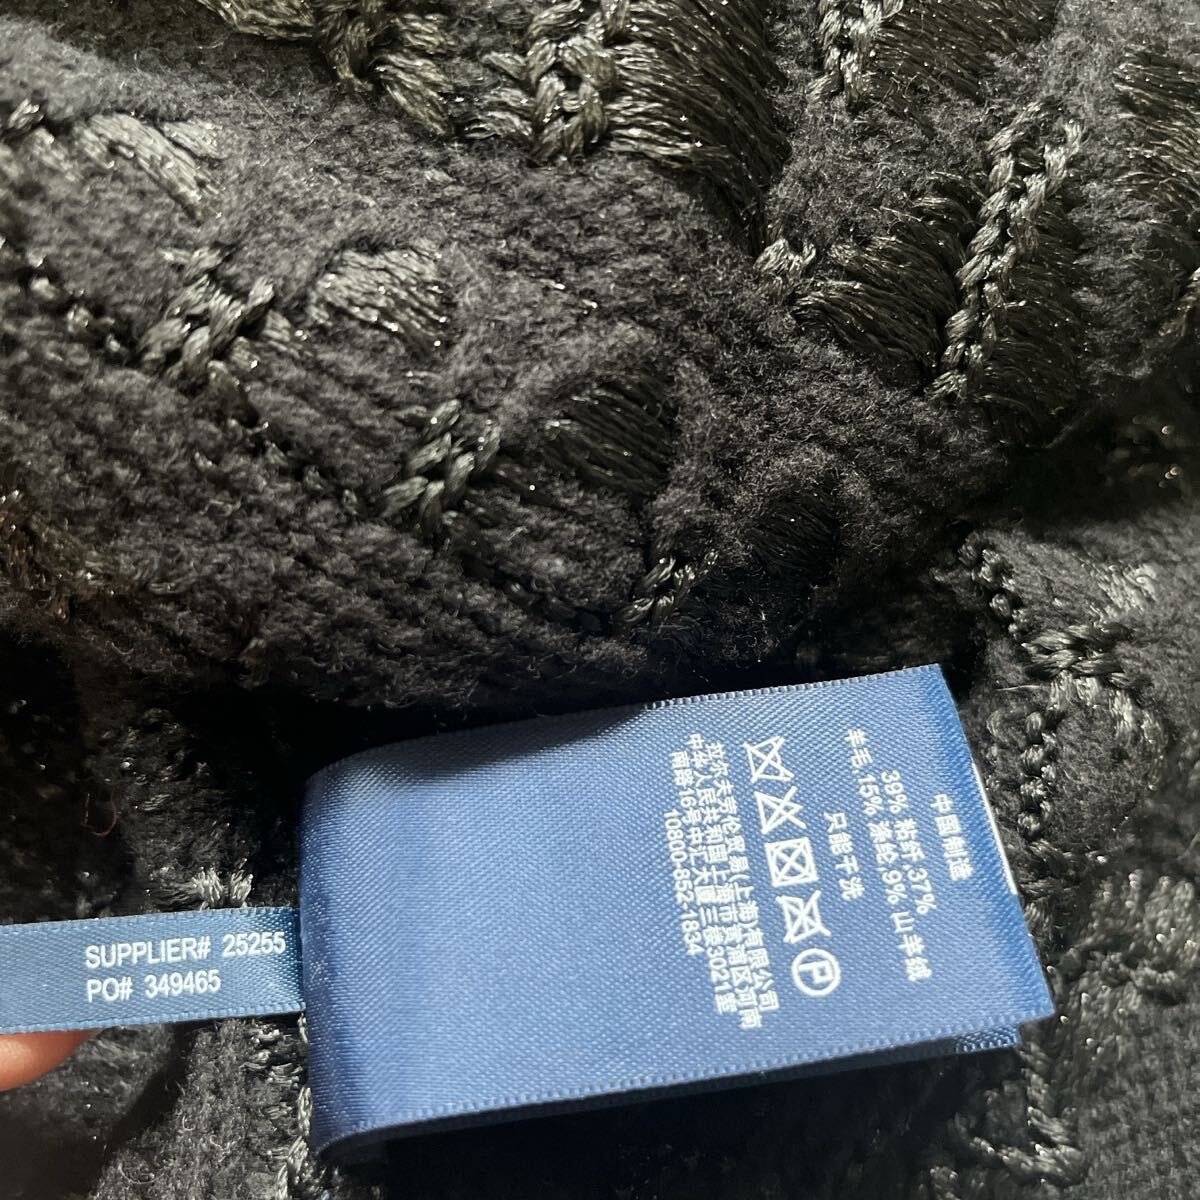 中国制造
39% 粘纤,37%
羊毛,15% 涤纶,9% 山羊绒
只能干洗
P
拉尔夫劳伦贸易(上海)有限公司
中华人民共和国上海市黄浦区河南
南路16号中汇大厦三楼3021室
10800-852-1834
SUPPLIER# 25255
PO# 349465